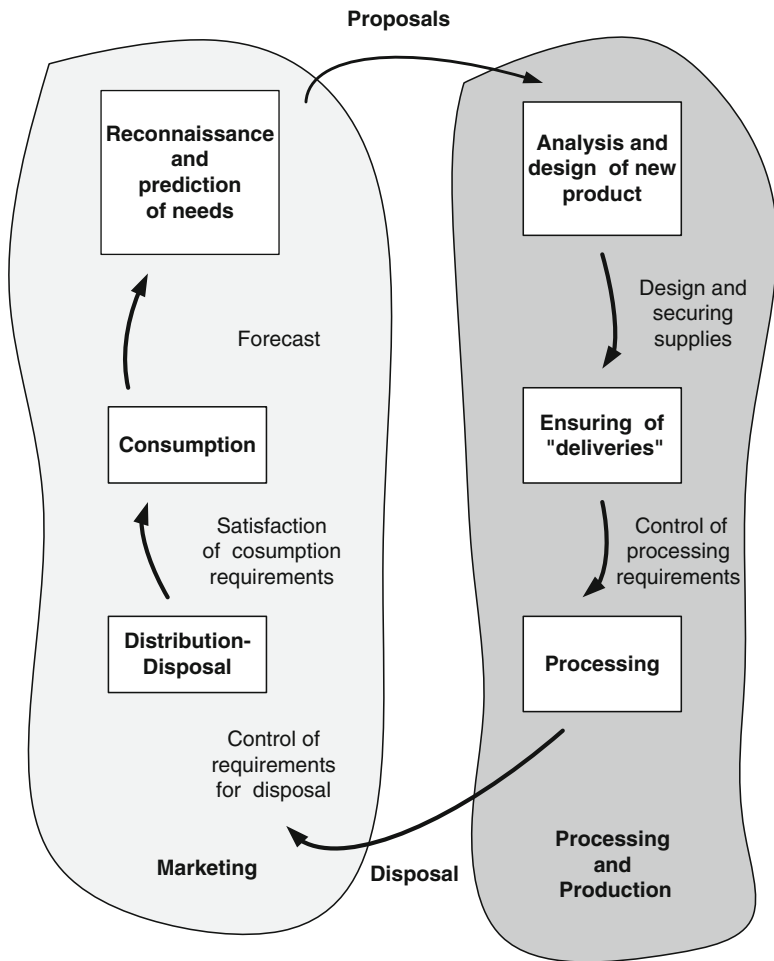 Proposals
Reconnaissance
and
prediction
of needs
Forecast
Consumption
Satisfaction
of cosumption
requirements
Distribution-
Disposal
Control of
requirements
for disposal
Marketing
Disposal
Analysis and
design of new
product
Design and
securing
supplies
Ensuring of
"deliveries"
Control of
processing
requirements
Processing
Processing
and
Production